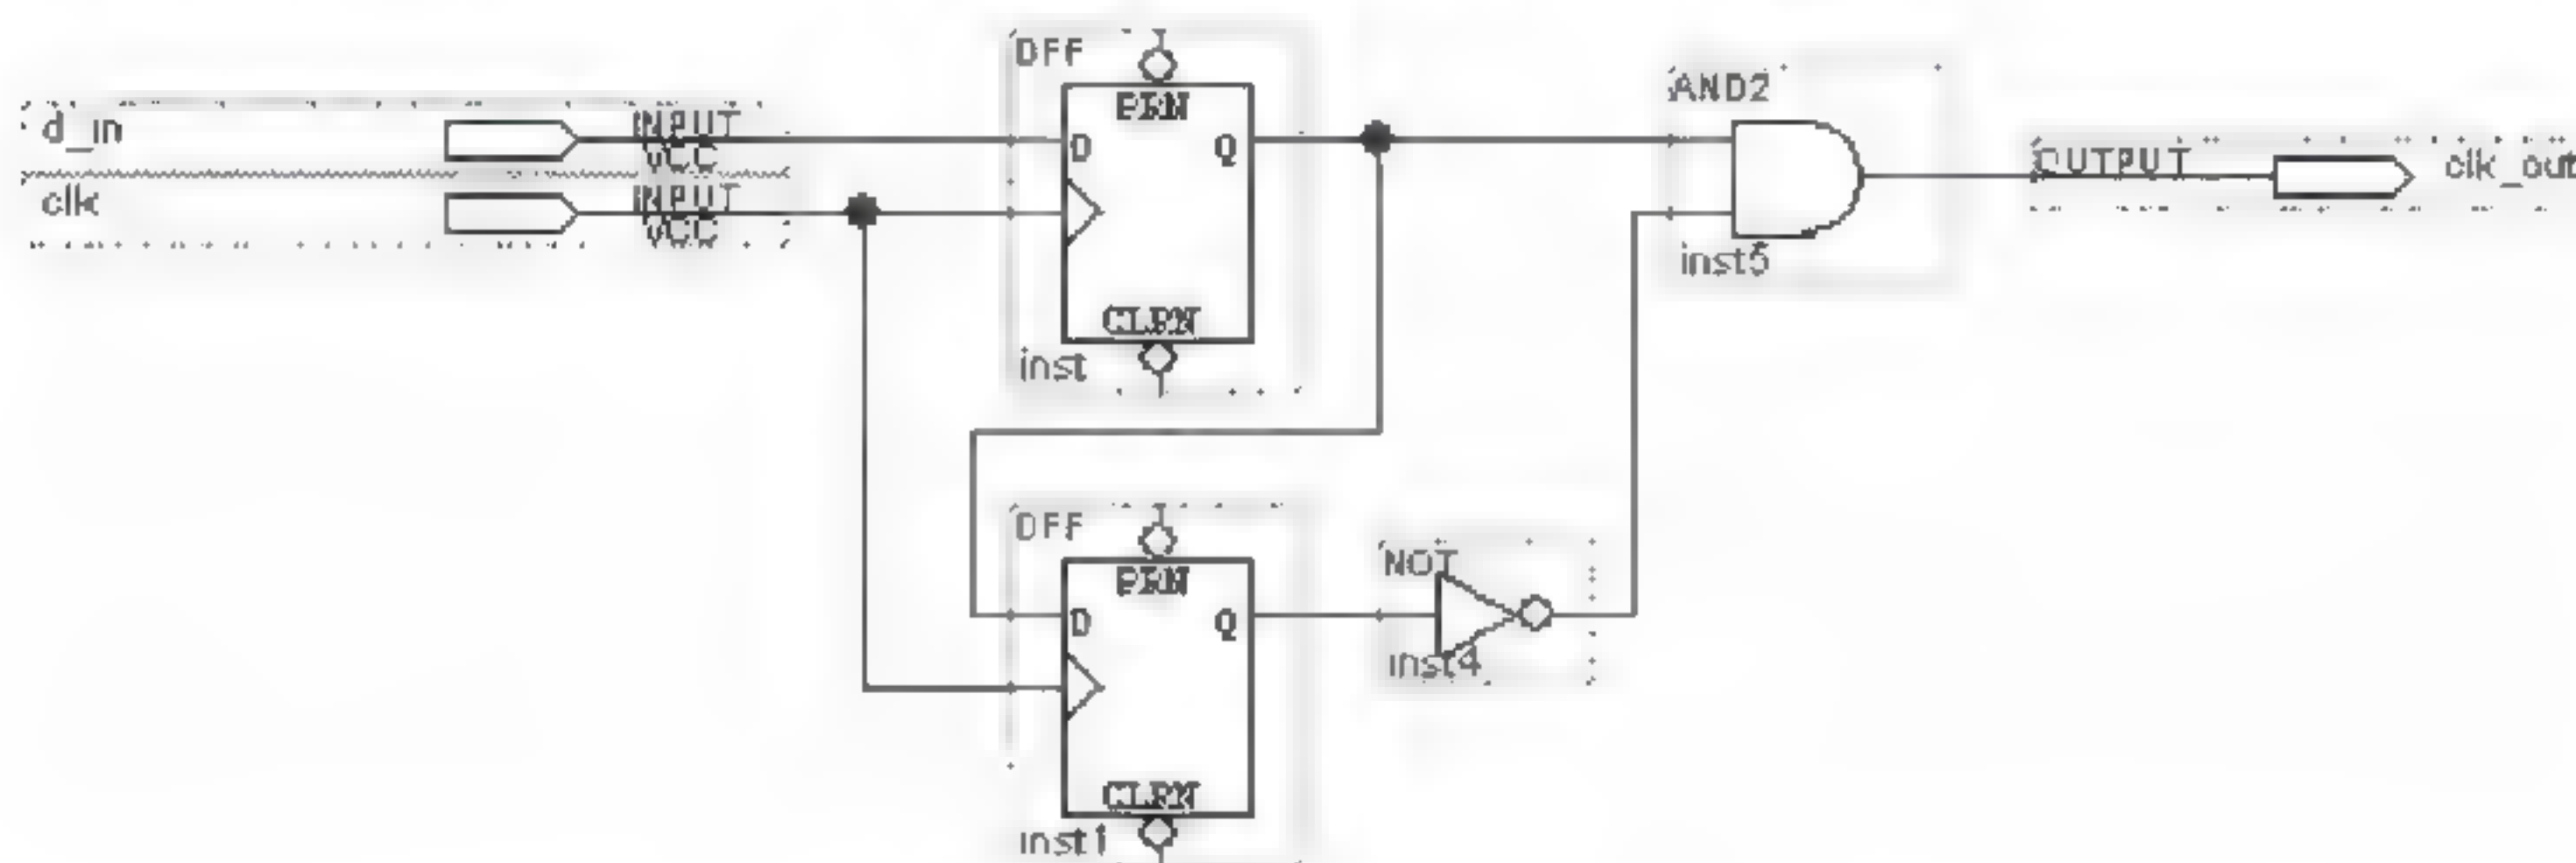 DFF
PRN
AND2
d_in
INPUT
VCC
D
Q
OUTPUT
clk_out
clk
INPUT
VCC
inst5
CLRN
inst
DFF
PRN
NOT
D
Q
inst4
CLRN
inst1